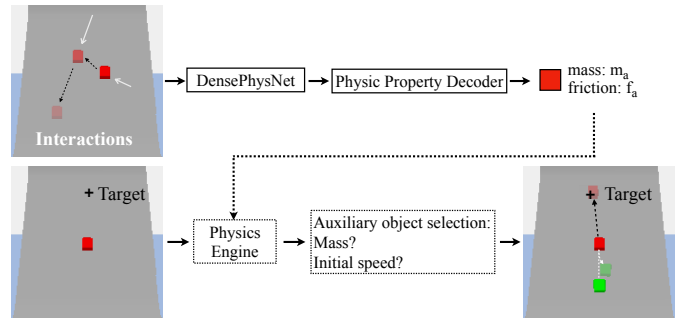 Interactions
DensePhysNet
Physic Property Decoder
mass: mₐ
friction: fₐ
+ Target
Physics
Engine
Auxiliary object selection:
Mass?
Initial speed?
+ Target